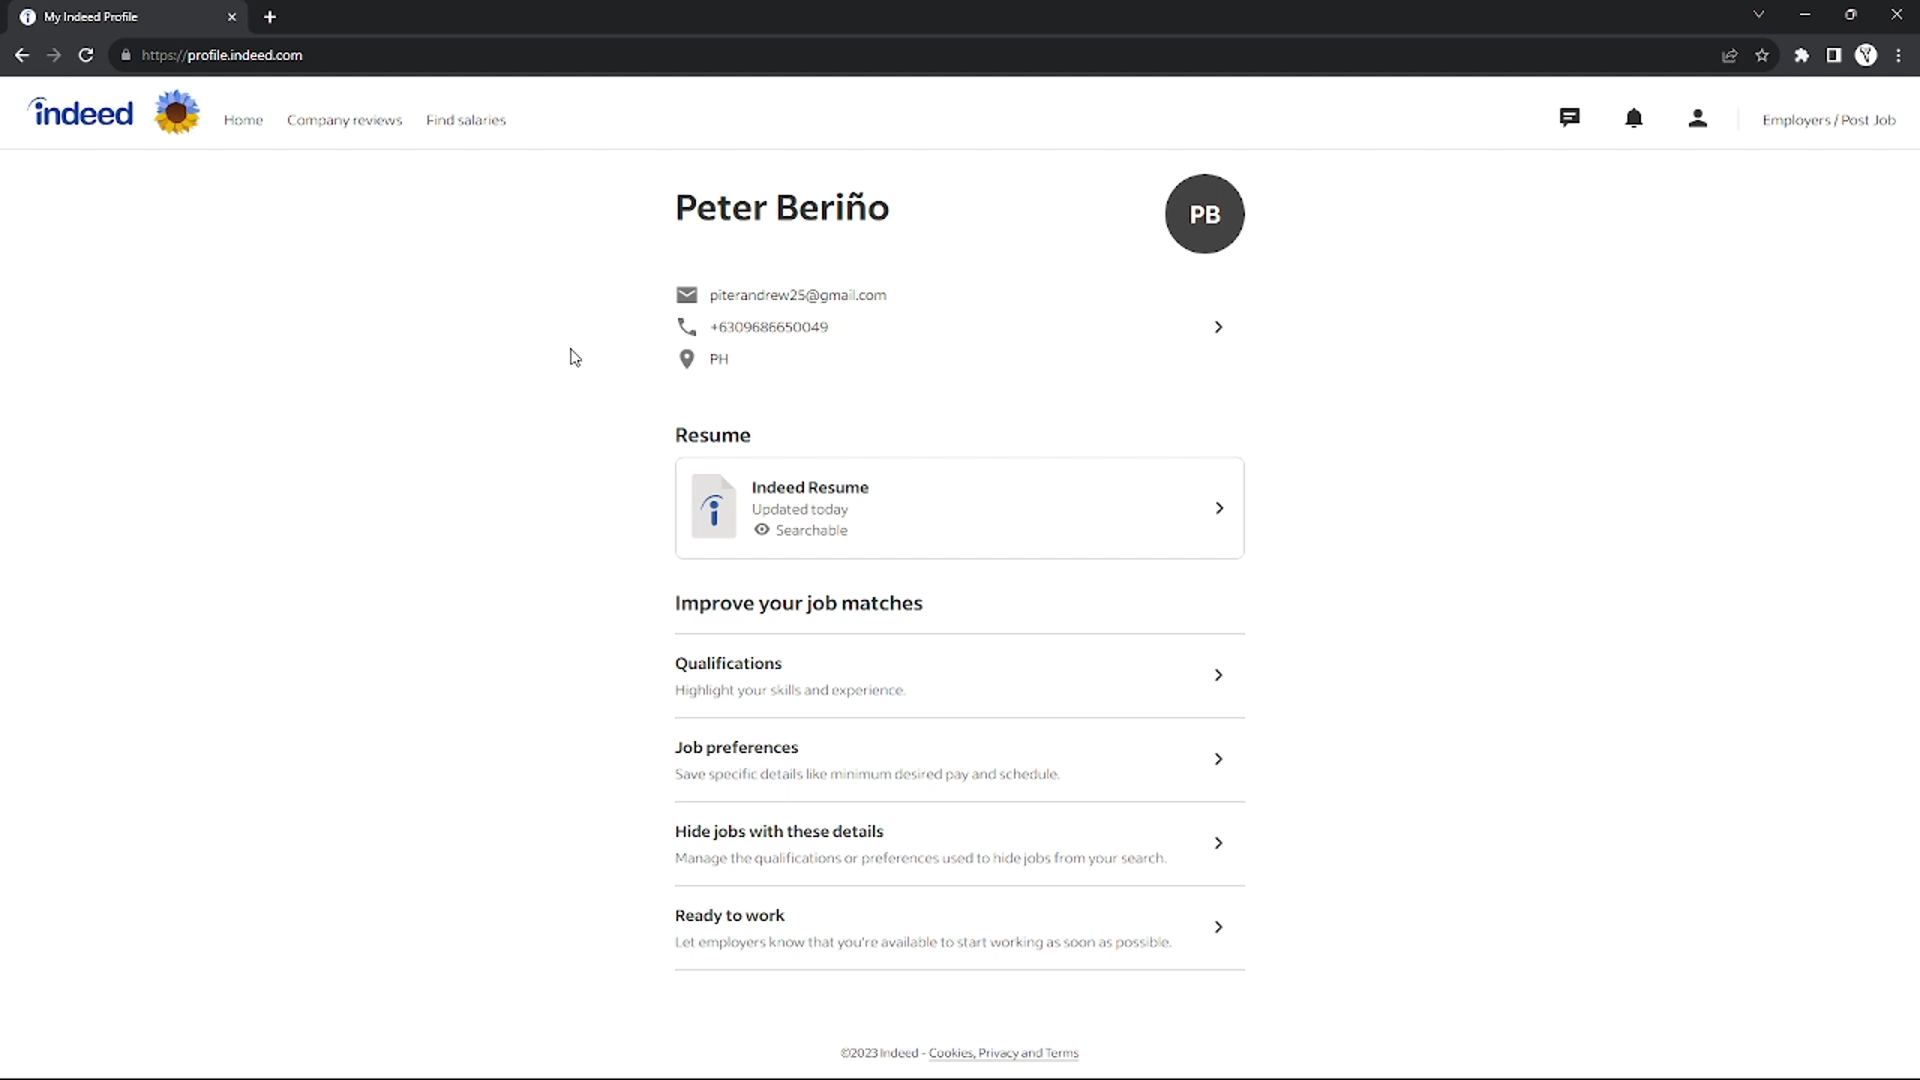 My Indeed Profile
https://profile.indeed.com
indeed
Home
Company reviews
Find salaries
Employers / Post Job
Peter Beriño
PB
piterandrew25@gmail.com
+6309686650049
PH
Resume
Indeed Resume
Updated today
Searchable
Improve your job matches
Qualifications
Highlight your skills and experience.
Job preferences
Save specific details like minimum desired pay and schedule.
Hide jobs with these details
Manage the qualifications or preferences used to hide jobs from your search.
Ready to work
Let employers know that you're available to start working as soon as possible.
©2023 Indeed - Cookies, Privacy and Terms